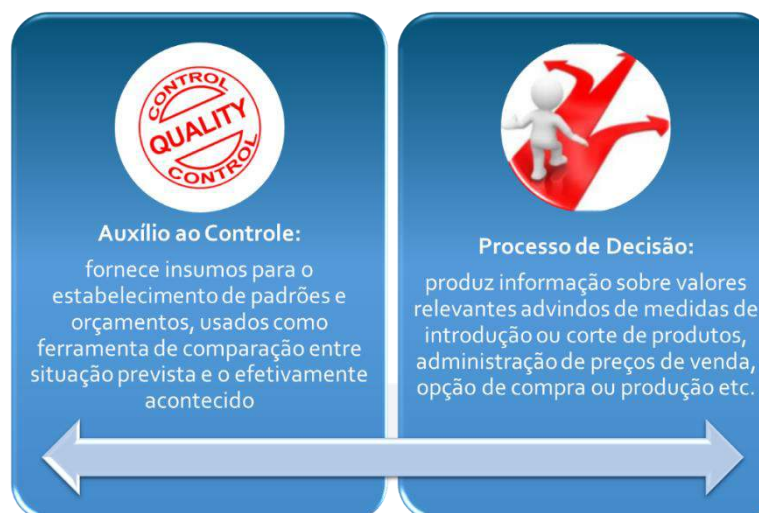 CONTROL
QUALITY
CONTROL
Auxílio ao Controle:
fornece insumos para o
estabelecimento de padrões e
orçamentos, usados como
ferramenta de comparação entre
situação prevista e o efetivamente
acontecido
Processo de Decisão:
produz informação sobre valores
relevantes advindos de medidas de
introdução ou corte de produtos,
administração de preços de venda,
opção de compra ou produção etc.